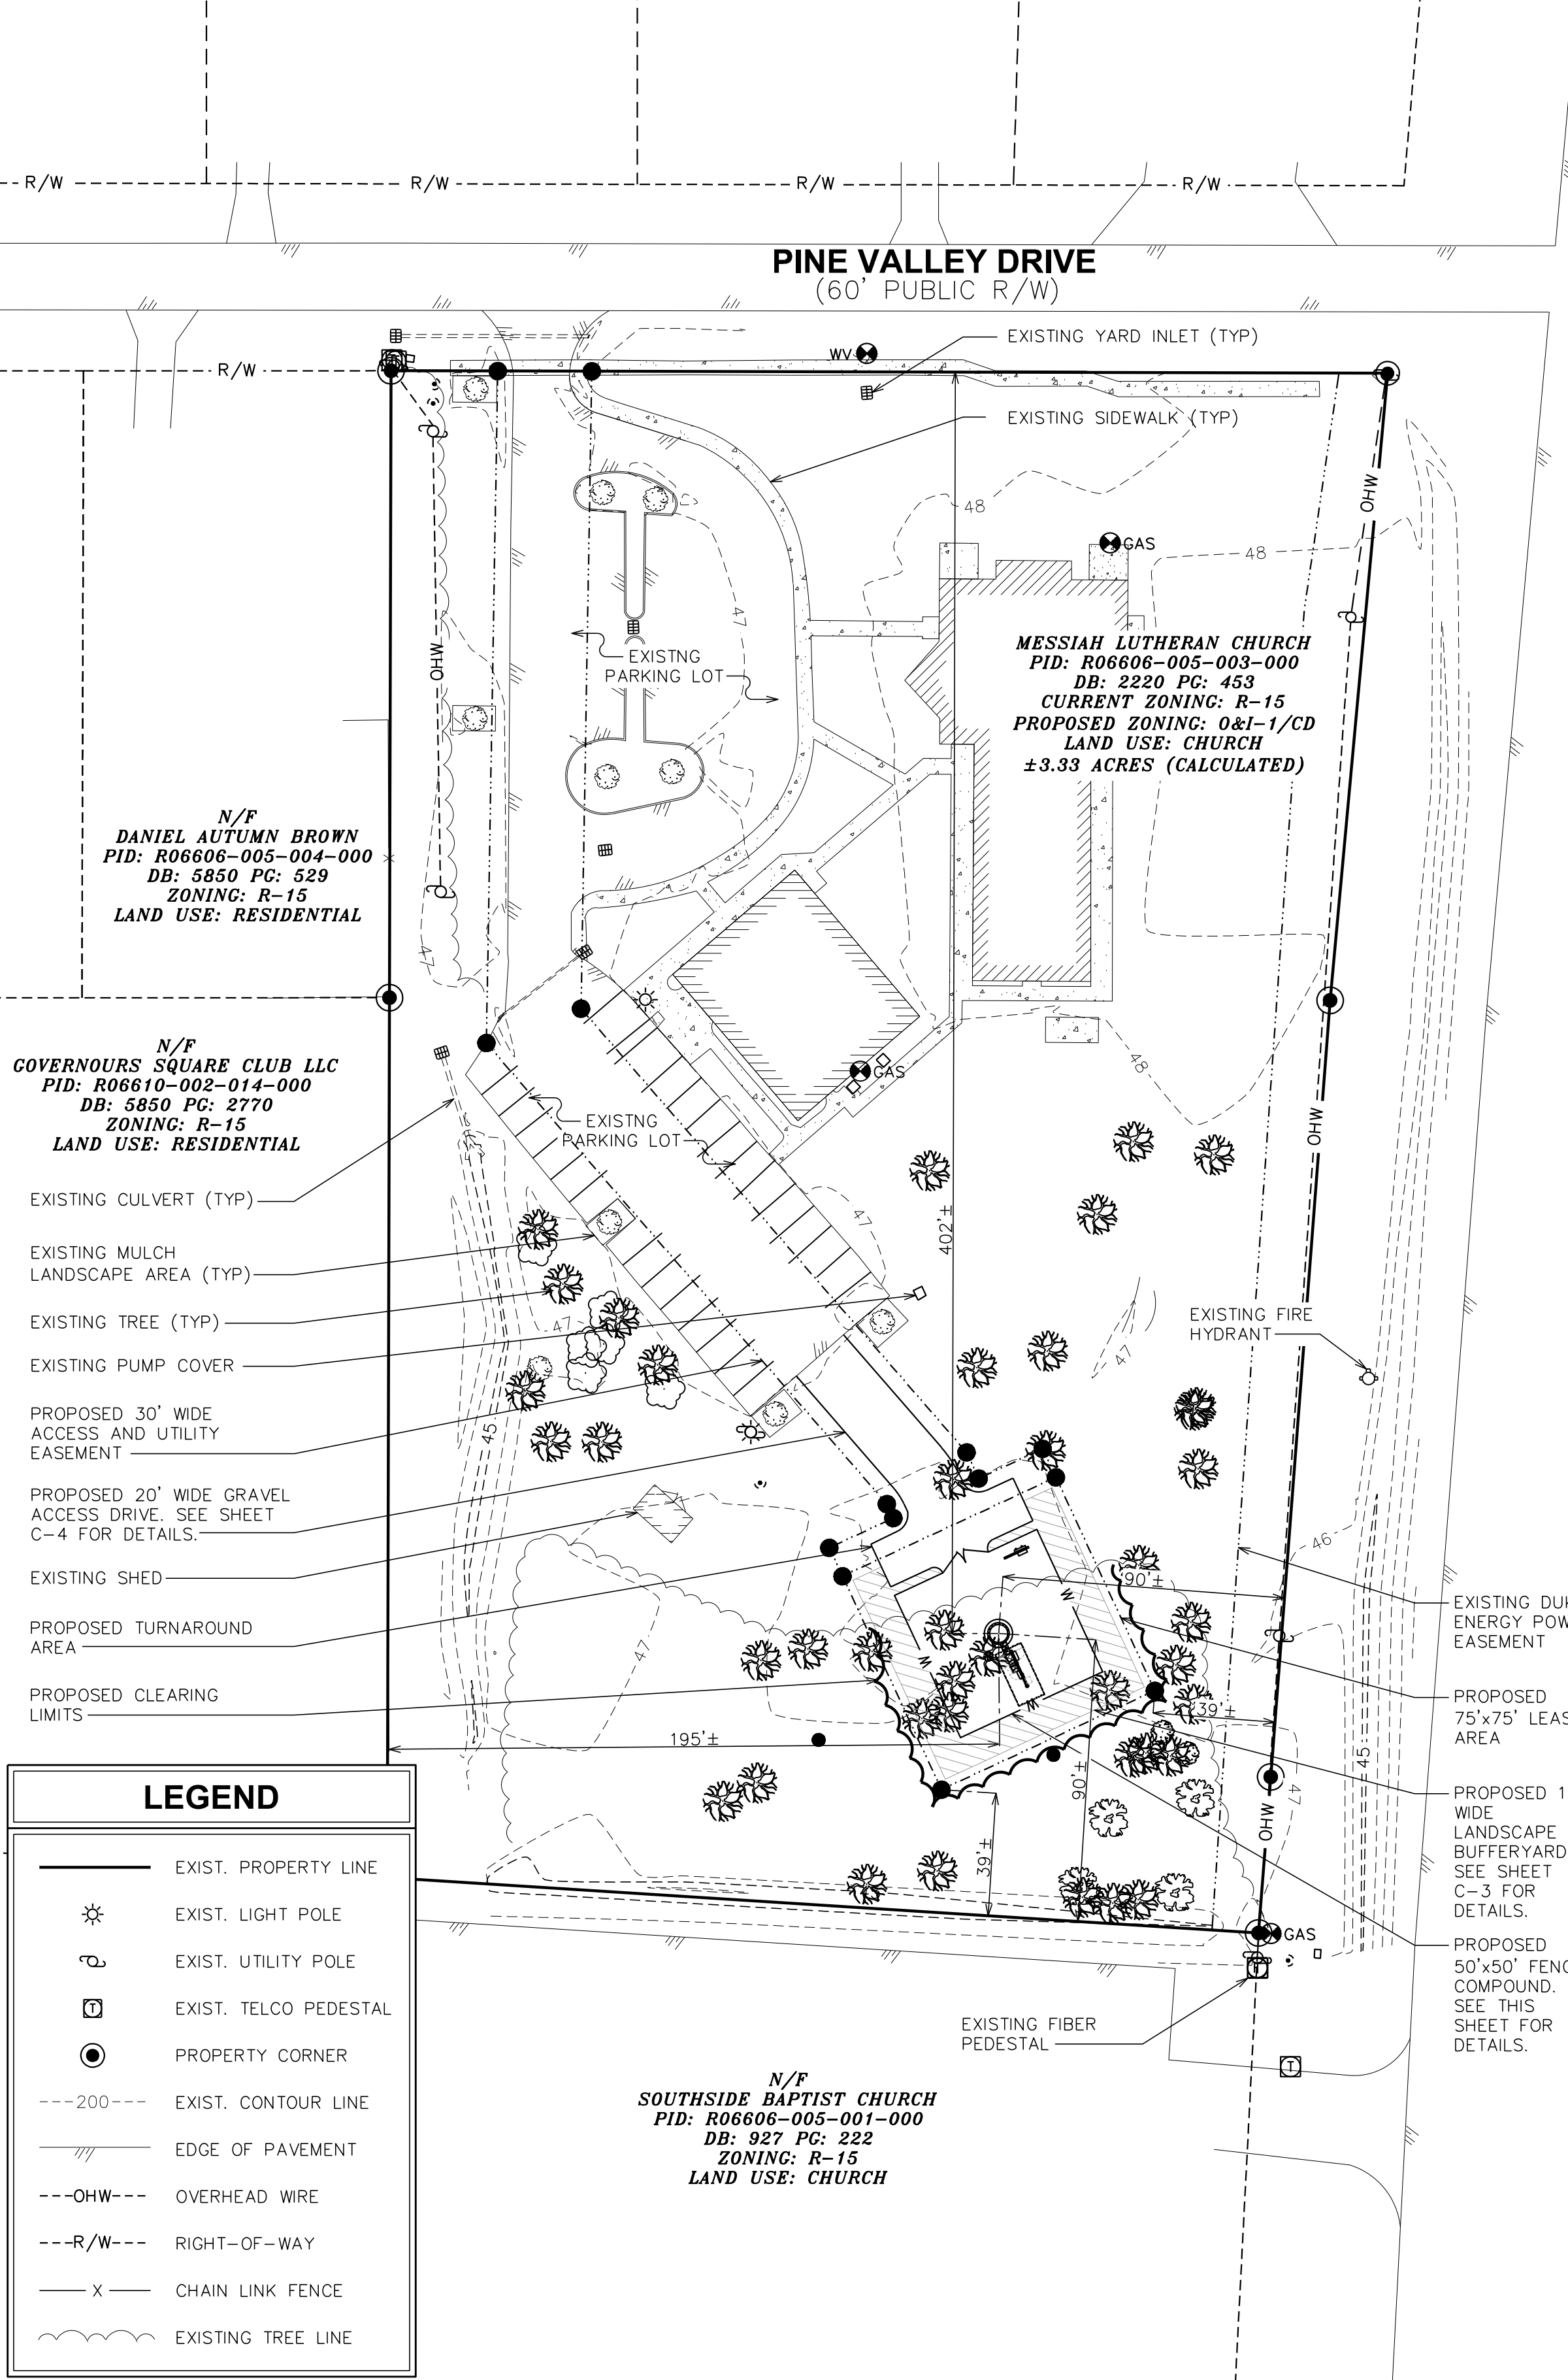 R/W
R/W
R/W
R/W
PINE VALLEY DRIVE
(60' PUBLIC R/W)
EXISTING YARD INLET (TYP)
WV
R/W
EXISTING SIDEWALK (TYP)
OHW
48
GAS
48
47
OHW
EXISTNG
PARKING LOT
MESSIAH LUTHERAN CHURCH
PID: R06606-005-003-000
DB: 2220 PG: 453
CURRENT ZONING: R-15
PROPOSED ZONING: O&I-1/CD
LAND USE: CHURCH
±3.33 ACRES (CALCULATED)
N/F
DANIEL AUTUMN BROWN
PID: R06606-005-004-000
DB: 5850 PG: 529
ZONING: R-15
LAND USE: RESIDENTIAL
47
N/F
GOVERNOURS SQUARE CLUB LLC
PID: R06610-002-014-000
DB: 5850 PG: 2770
ZONING: R-15
LAND USE: RESIDENTIAL
48
GAS
OHW
EXISTNG
PARKING LOT
EXISTING CULVERT (TYP)
47
402'±
EXISTING MULCH
LANDSCAPE AREA (TYP)
EXISTING TREE (TYP)
47
EXISTING FIRE
HYDRANT
47
EXISTING PUMP COVER
PROPOSED 30' WIDE
ACCESS AND UTILITY
EASEMENT
45
PROPOSED 20' WIDE GRAVEL
ACCESS DRIVE. SEE SHEET
C-4 FOR DETAILS.
46
EXISTING SHED
90'±
W
PROPOSED TURNAROUND
AREA
47
W
W
PROPOSED CLEARING
LIMITS
39'±
195'±
90'±
39'±
45
47
OHW
EXISTING
ENERGY
EASEMENT
PROPOSED
75'x75'
AREA
PROPOSED
WIDE
LANDSCAPE
BUFFERYARD
SEE SHEET
C-3 FOR
DETAILS.
PROPOSED
50'x50'
COMPOUND.
SEE THIS
SHEET FOR
DETAILS.
GAS
EXISTING FIBER
PEDESTAL
T
T
N/F
SOUTHSIDE BAPTIST CHURCH
PID: R06606-005-001-000
DB: 927 PG: 222
ZONING: R-15
LAND USE: CHURCH
LEGEND
EXIST. PROPERTY LINE
EXIST. LIGHT POLE
EXIST. UTILITY POLE
T EXIST. TELCO PEDESTAL
PROPERTY CORNER
200 EXIST. CONTOUR LINE
EDGE OF PAVEMENT
OHW OVERHEAD WIRE
R/W RIGHT-OF-WAY
X CHAIN LINK FENCE
EXISTING TREE LINE